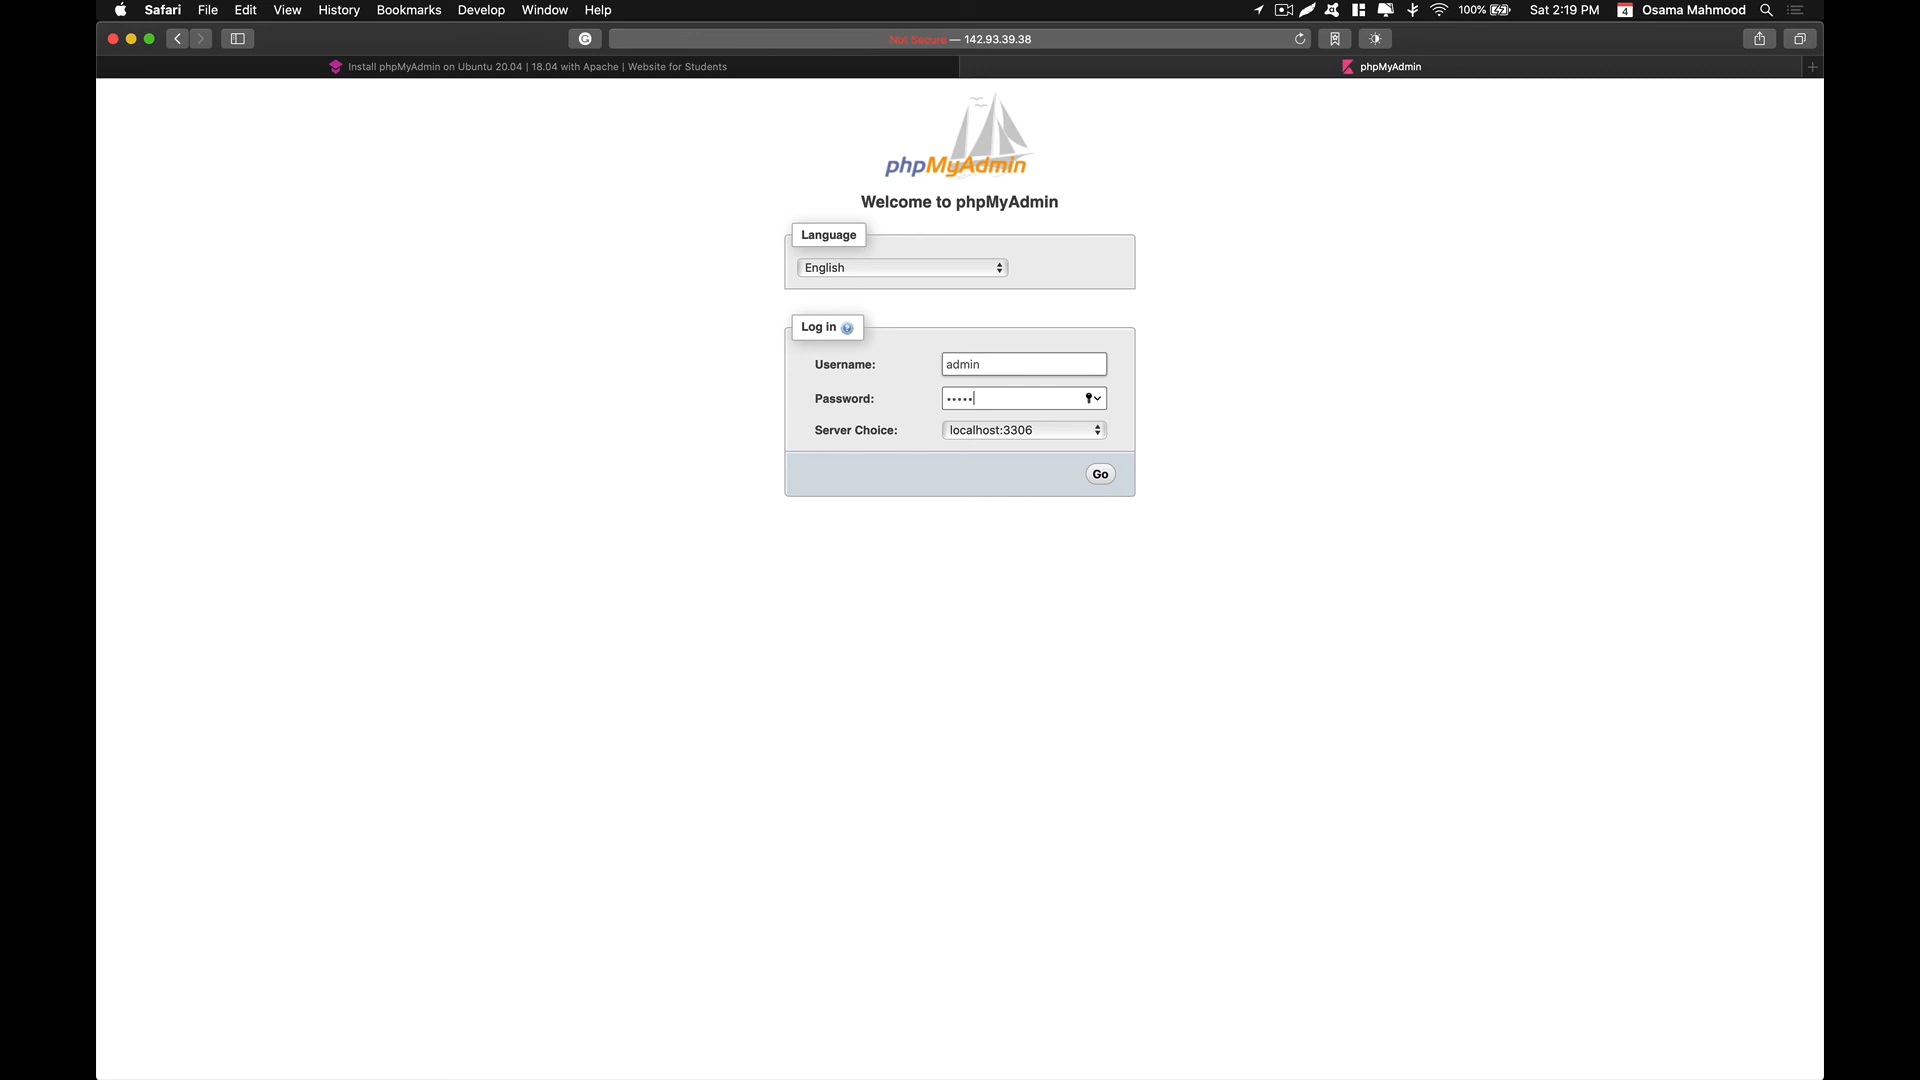 Safari File Edit View History Bookmarks Develop Window Help 100% Sat 2:19 PM 4 Osama Mahmood
Not Secure — 142.93.39.38
Install phpMyAdmin on Ubuntu 20.04 | 18.04 with Apache | Website for Students phpMyAdmin
phpMyAdmin
Welcome to phpMyAdmin
Language
English
Log in
Username: admin
Password: •••••
Server Choice: localhost:3306
Go